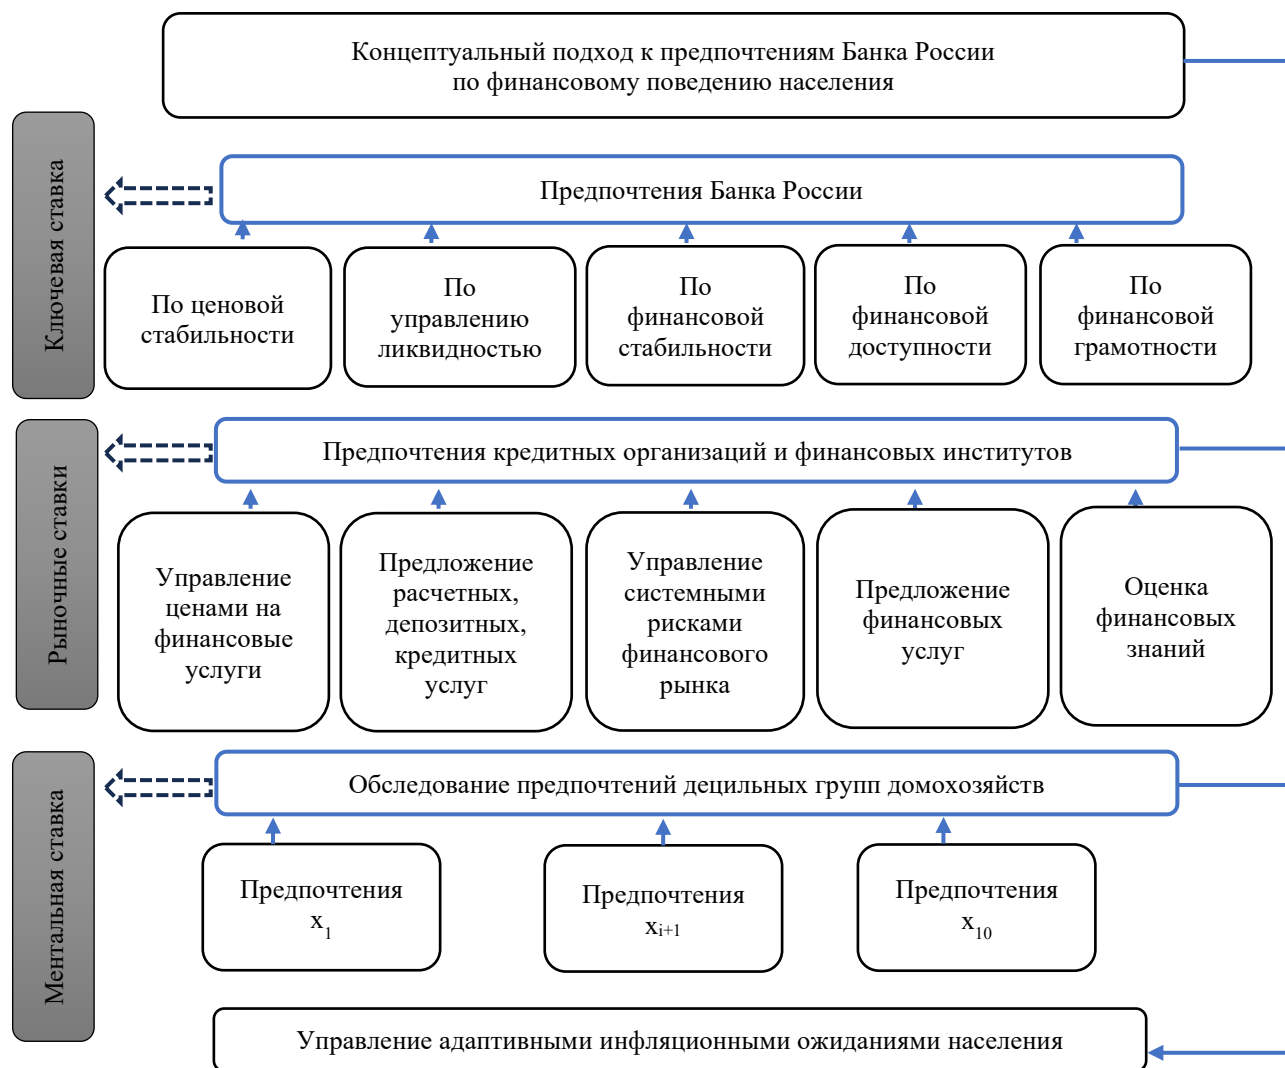 Концептуальный подход к предпочтениям Банка России
по финансовому поведению населения
Ключевая ставка
Предпочтения Банка России
По ценовой
стабильности
По
управлению
ликвидностью
По
финансовой
стабильности
По
финансовой
доступности
По
финансовой
грамотности
Рыночные ставки
Предпочтения кредитных организаций и финансовых институтов
Управление
ценами на
финансовые
услуги
Предложение
расчетных,
депозитных,
кредитных
услуг
Управление
системными
рисками
финансового
рынка
Предложение
финансовых
услуг
Оценка
финансовых
знаний
Ментальная ставка
Обследование предпочтений децильных групп домохозяйств
Предпочтения
x₁
Предпочтения
xᵢ₊₁
Предпочтения
x₁₀
Управление адаптивными инфляционными ожиданиями населения